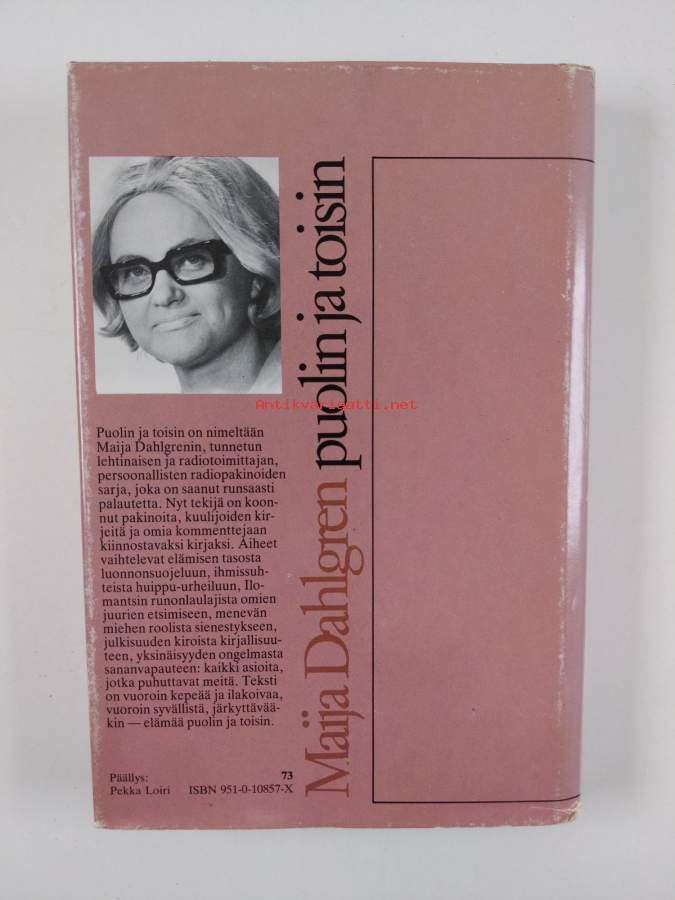 Maija Dahlgren puolin ja toisin
Antikvariaatti.net
Puolin ja toisin on nimeltään
Maija Dahlgrenin, tunnetun
lehtinaisen ja radiotoimittajan,
persoonallisten radiopakinoiden
sarja, joka on saanut runsaasti
palautetta. Nyt tekijä on koon-
nut pakinoita, kuulijoiden kir-
jeitä ja omia kommenttejaan
kiinnostavaksi kirjaksi. Aiheet
vaihtelevat elämisen tasosta
luonnonsuojeluun, ihmissuh-
teista huippu-urheiluun, Ilo-
mantsin runonlaulajista omien
juurien etsimiseen, menevän
miehen roolista sienestykseen,
julkisuuden kiroista kirjallisuu-
teen, yksinäisyyden ongelmasta
sananvapauteen: kaikki asioita,
jotka puhuttavat meitä. Teksti
on vuoroin kepeää ja ilakoivaa,
vuoroin syvällistä, järkyttävää-
kin — elämää puolin ja toisin.
Päällys:
Pekka Loiri
73
ISBN 951-0-10857-X